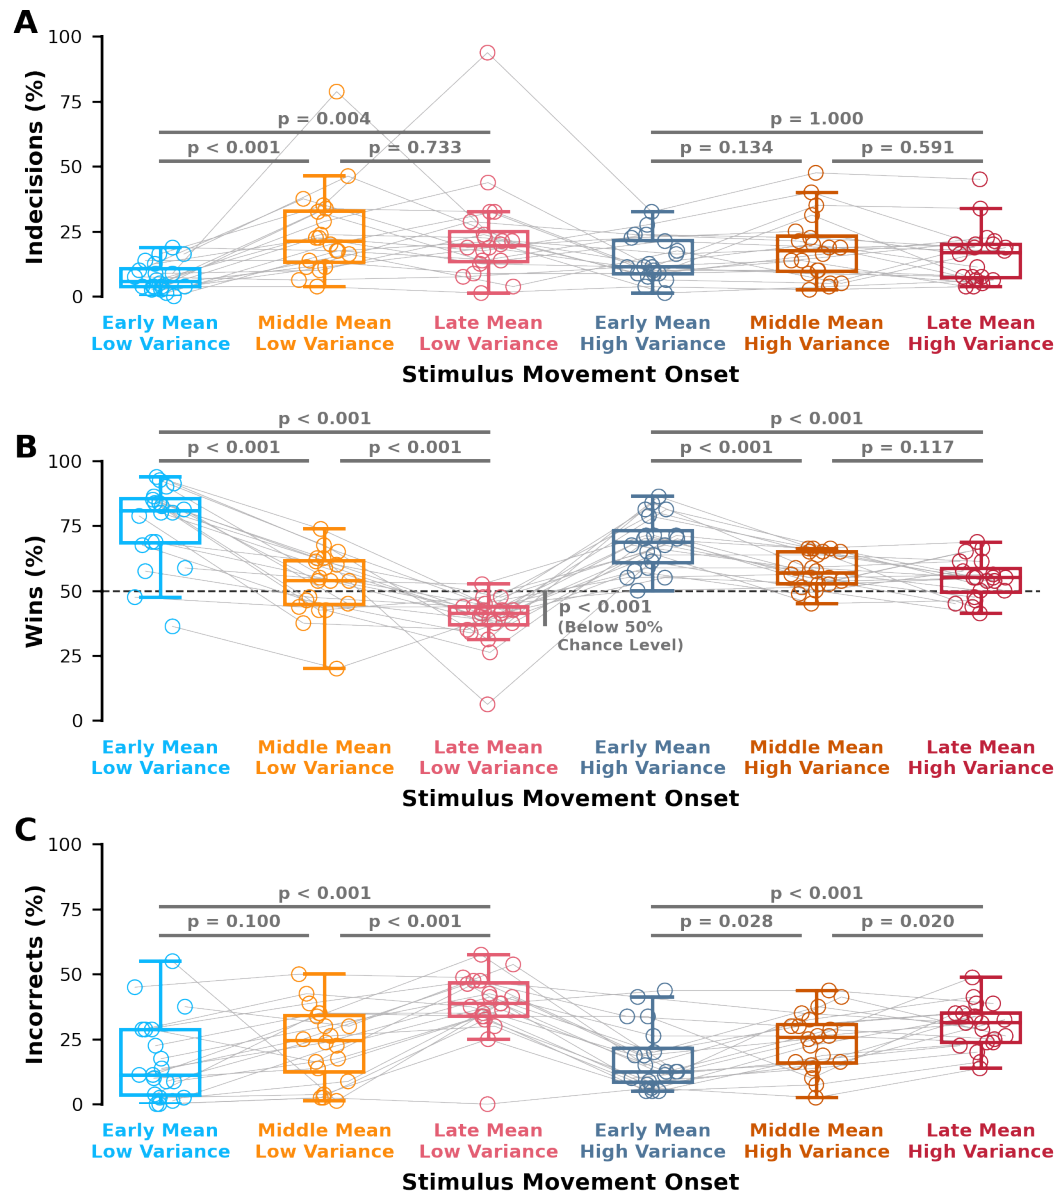 A
Indecisions (%)
100
75
50
25
0
p = 0.004
p < 0.001
p = 0.733
p = 1.000
p = 0.134
p = 0.591
Early Mean
Low Variance
Middle Mean
Low Variance
Late Mean
Low Variance
Early Mean
High Variance
Middle Mean
High Variance
Late Mean
High Variance
Stimulus Movement Onset
B
Wins (%)
100
75
50
25
0
p < 0.001
p < 0.001
p < 0.001
p < 0.001
p < 0.001
p = 0.117
p < 0.001
(Below 50%
Chance Level)
Early Mean
Low Variance
Middle Mean
Low Variance
Late Mean
Low Variance
Early Mean
High Variance
Middle Mean
High Variance
Late Mean
High Variance
Stimulus Movement Onset
C
Incorrects (%)
100
75
50
25
0
p < 0.001
p = 0.100
p < 0.001
p < 0.001
p = 0.028
p = 0.020
Early Mean
Low Variance
Middle Mean
Low Variance
Late Mean
Low Variance
Early Mean
High Variance
Middle Mean
High Variance
Late Mean
High Variance
Stimulus Movement Onset